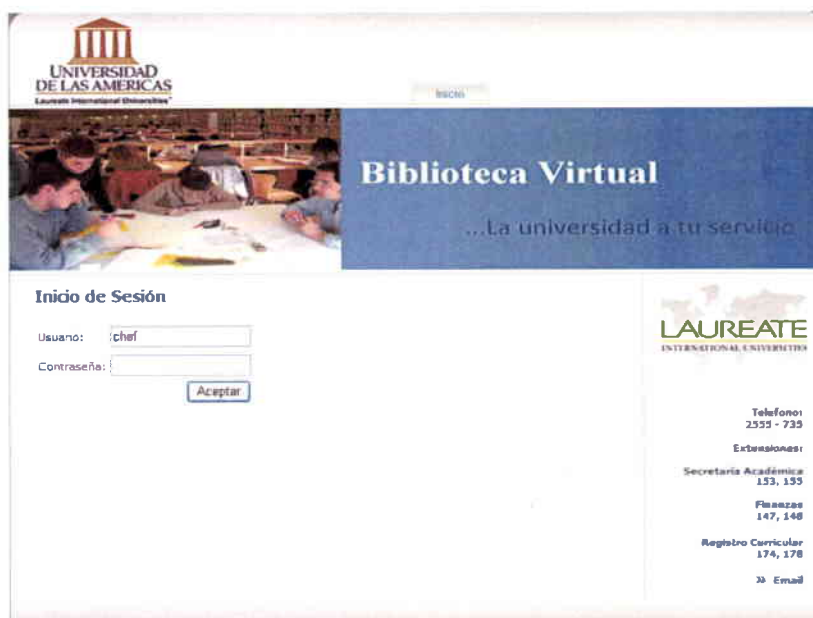 UNIVERSIDAD
DE LAS AMERICAS
Laureate International Universities
Inicio
Biblioteca Virtual
...La universidad a tu servicio
Inicio de Sesión
Usuario:
chef
Contraseña:
Aceptar
LAUREATE
INTERNATIONAL UNIVERSITIES
Telefono:
2555 - 735
Extensiones:
Secretaría Académica
153, 155
Finanzas
147, 148
Registro Curricular
174, 178
» Email